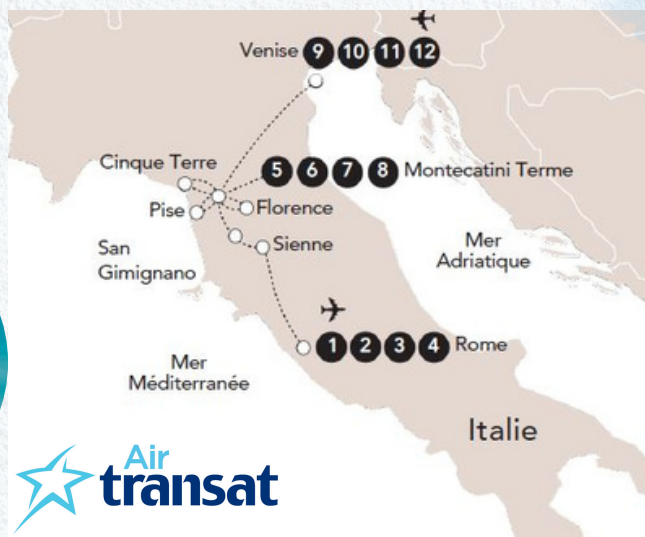 Venise 9 10 11 12
Cinque Terre
5 6 7 8 Montecatini Terme
Pise
Florence
San
Gimignano
Sienne
Mer
Adriatique
1 2 3 4 Rome
Mer
Méditerranée
Italie
Air
transat